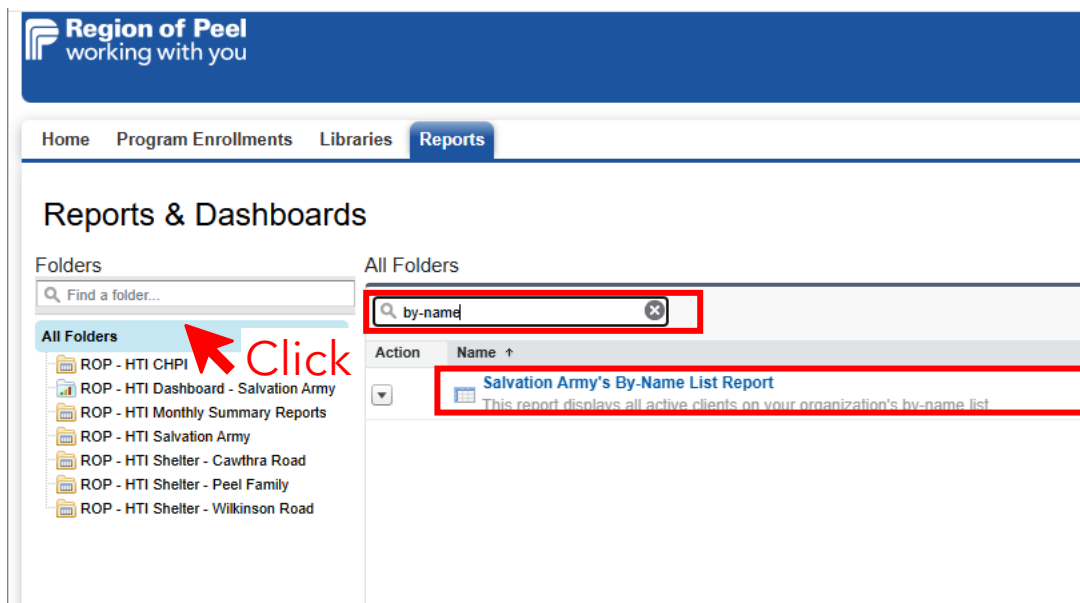 Region of Peel
working with you
Home Program Enrollments Libraries Reports
Reports & Dashboards
Folders
Find a folder...
All Folders
ROP - HTI CHPI
ROP - HTI Dashboard - Salvation Army
ROP - HTI Monthly Summary Reports
ROP - HTI Salvation Army
ROP - HTI Shelter - Cawthra Road
ROP - HTI Shelter - Peel Family
ROP - HTI Shelter - Wilkinson Road
Click
All Folders
by-name
Action Name ↑
Salvation Army's By-Name List Report
This report displays all active clients on your organization's by-name list